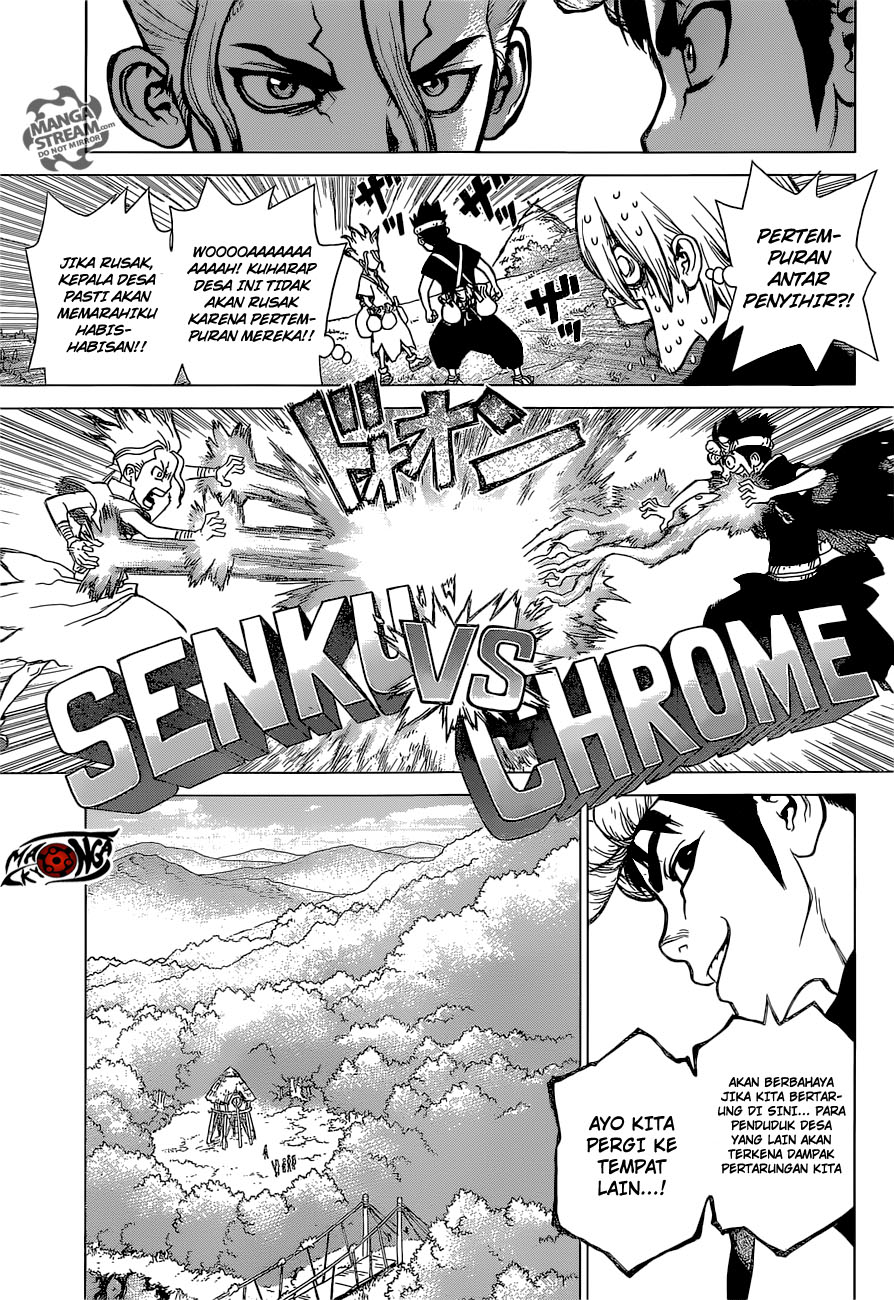 MANGA
STREAM.com
DO NOT MIRROR
PERTEM-
PURAN
ANTAR
PENYIHIR?!
ザッ
ザッ
ザッ
WOOOOAAAAAAA
AAAAH! KUHARAP
DESA INI TIDAK
AKAN RUSAK
KARENA PERTEM-
PURAN MEREKA!!
JIKA RUSAK,
KEPALA DESA
PASTI AKAN
MEMARAHIKU
HABIS-
HABISAN!!
ドォオン
SENKU VS CHROME
AKAN BERBAHAYA
JIKA KITA BERTAR-
UNG DI SINI... PARA
PENDUDUK DESA
YANG LAIN AKAN
TERKENA DAMPAK
PERTARUNGAN KITA
AYO KITA
PERGI KE
TEMPAT
LAIN...!